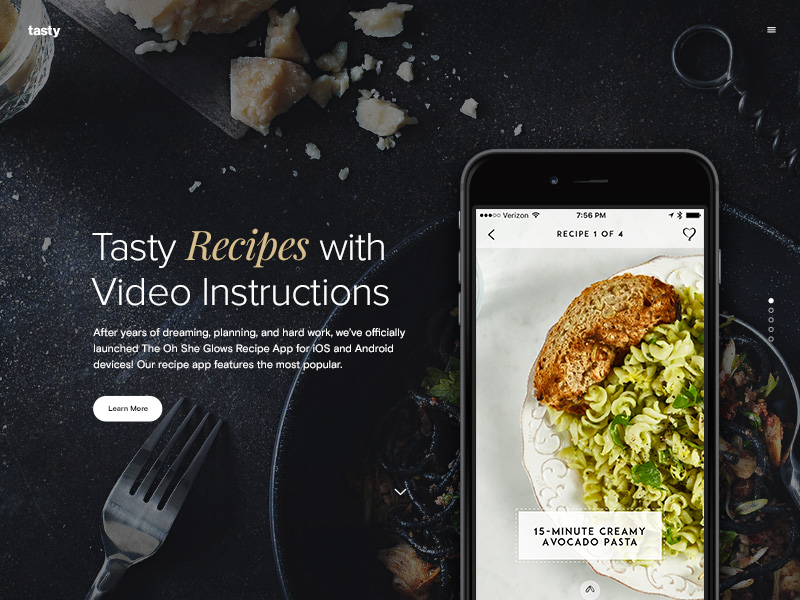 tasty
Tasty Recipes with
Video Instructions
After years of dreaming, planning, and hard work, we've officially
launched The Oh She Glows Recipe App for iOS and Android
devices! Our recipe app features the most popular.
Learn More
Verizon 7:56 PM
RECIPE 1 OF 4
15-MINUTE CREAMY
AVOCADO PASTA